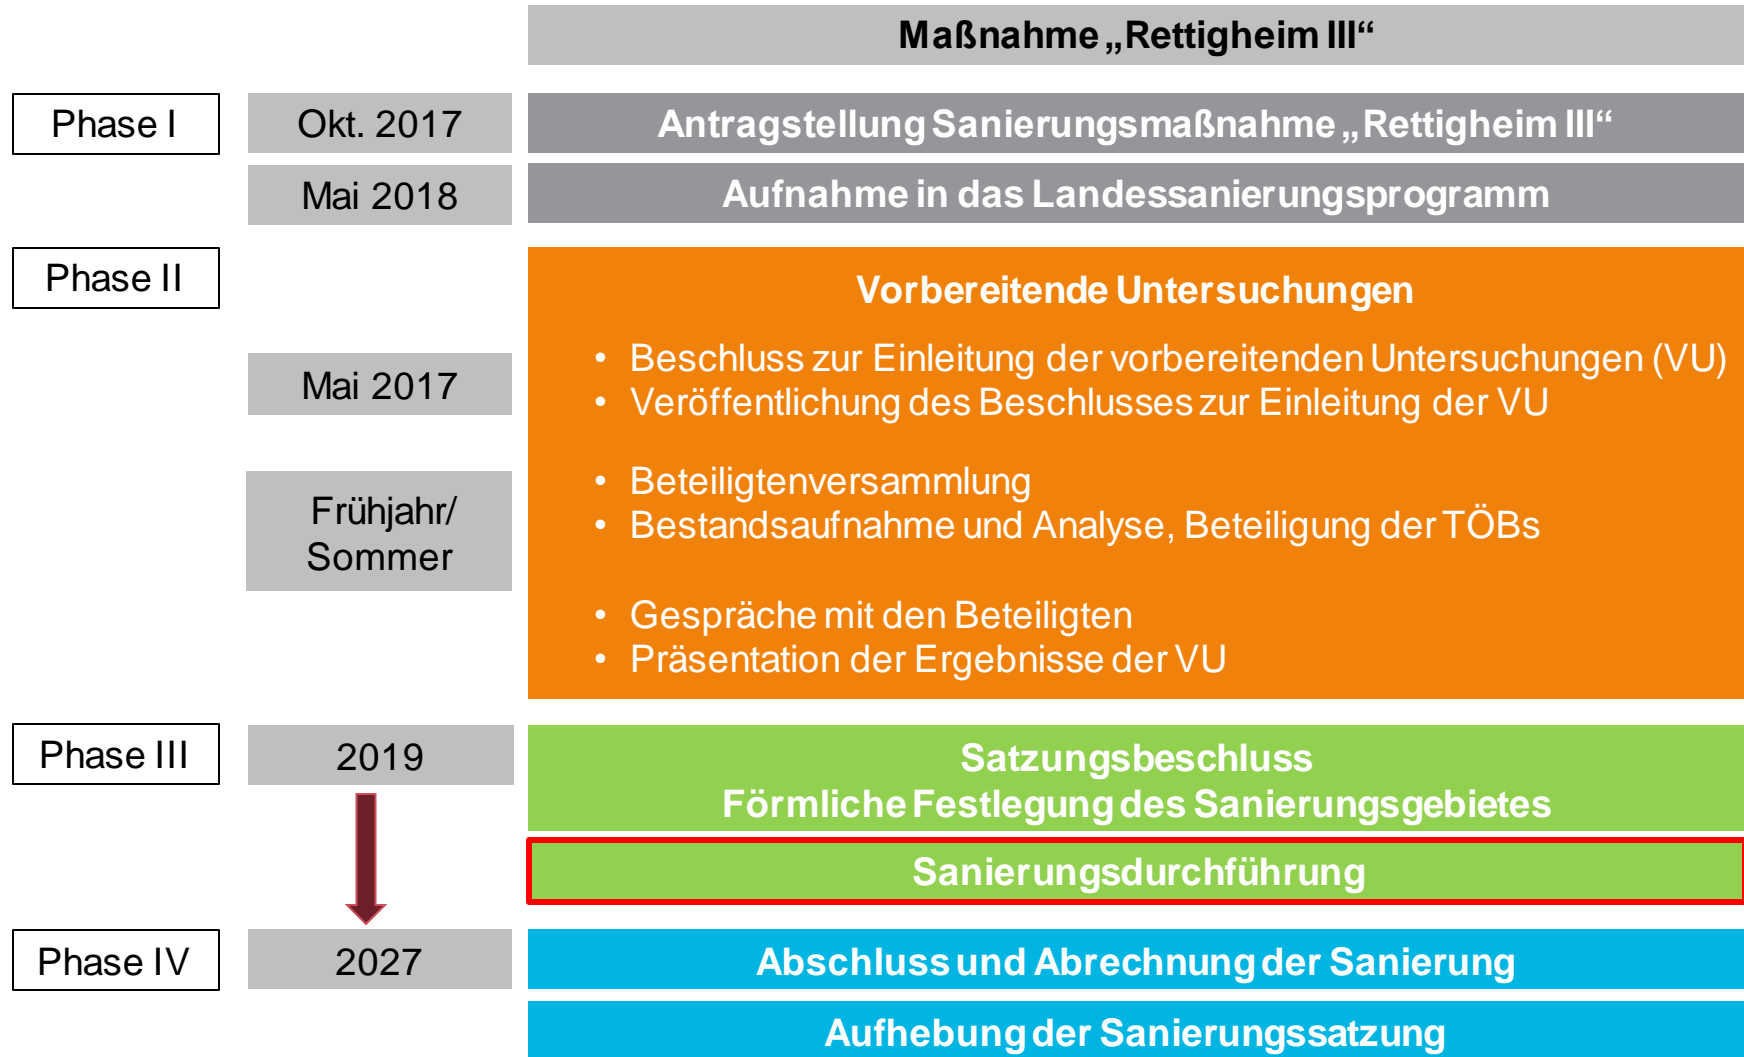 Maßnahme „Rettigheim III“
Phase I
Okt. 2017
Antragstellung Sanierungsmaßnahme „Rettigheim III“
Mai 2018
Aufnahme in das Landessanierungsprogramm
Phase II
Vorbereitende Untersuchungen
Mai 2017
• Beschluss zur Einleitung der vorbereitenden Untersuchungen (VU)
• Veröffentlichung des Beschlusses zur Einleitung der VU
Frühjahr/
Sommer
• Beteiligtenversammlung
• Bestandsaufnahme und Analyse, Beteiligung der TÖBs
• Gespräche mit den Beteiligten
• Präsentation der Ergebnisse der VU
Phase III
2019
Satzungsbeschluss
Förmliche Festlegung des Sanierungsgebietes
Sanierungsdurchführung
Phase IV
2027
Abschluss und Abrechnung der Sanierung
Aufhebung der Sanierungssatzung